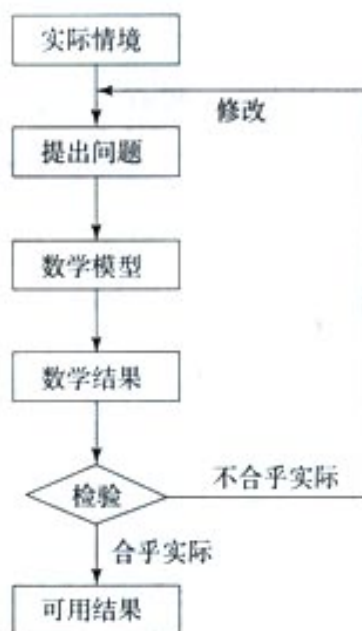 实际情境
修改
提出问题
数学模型
数学结果
不合乎实际
检验
合乎实际
可用结果